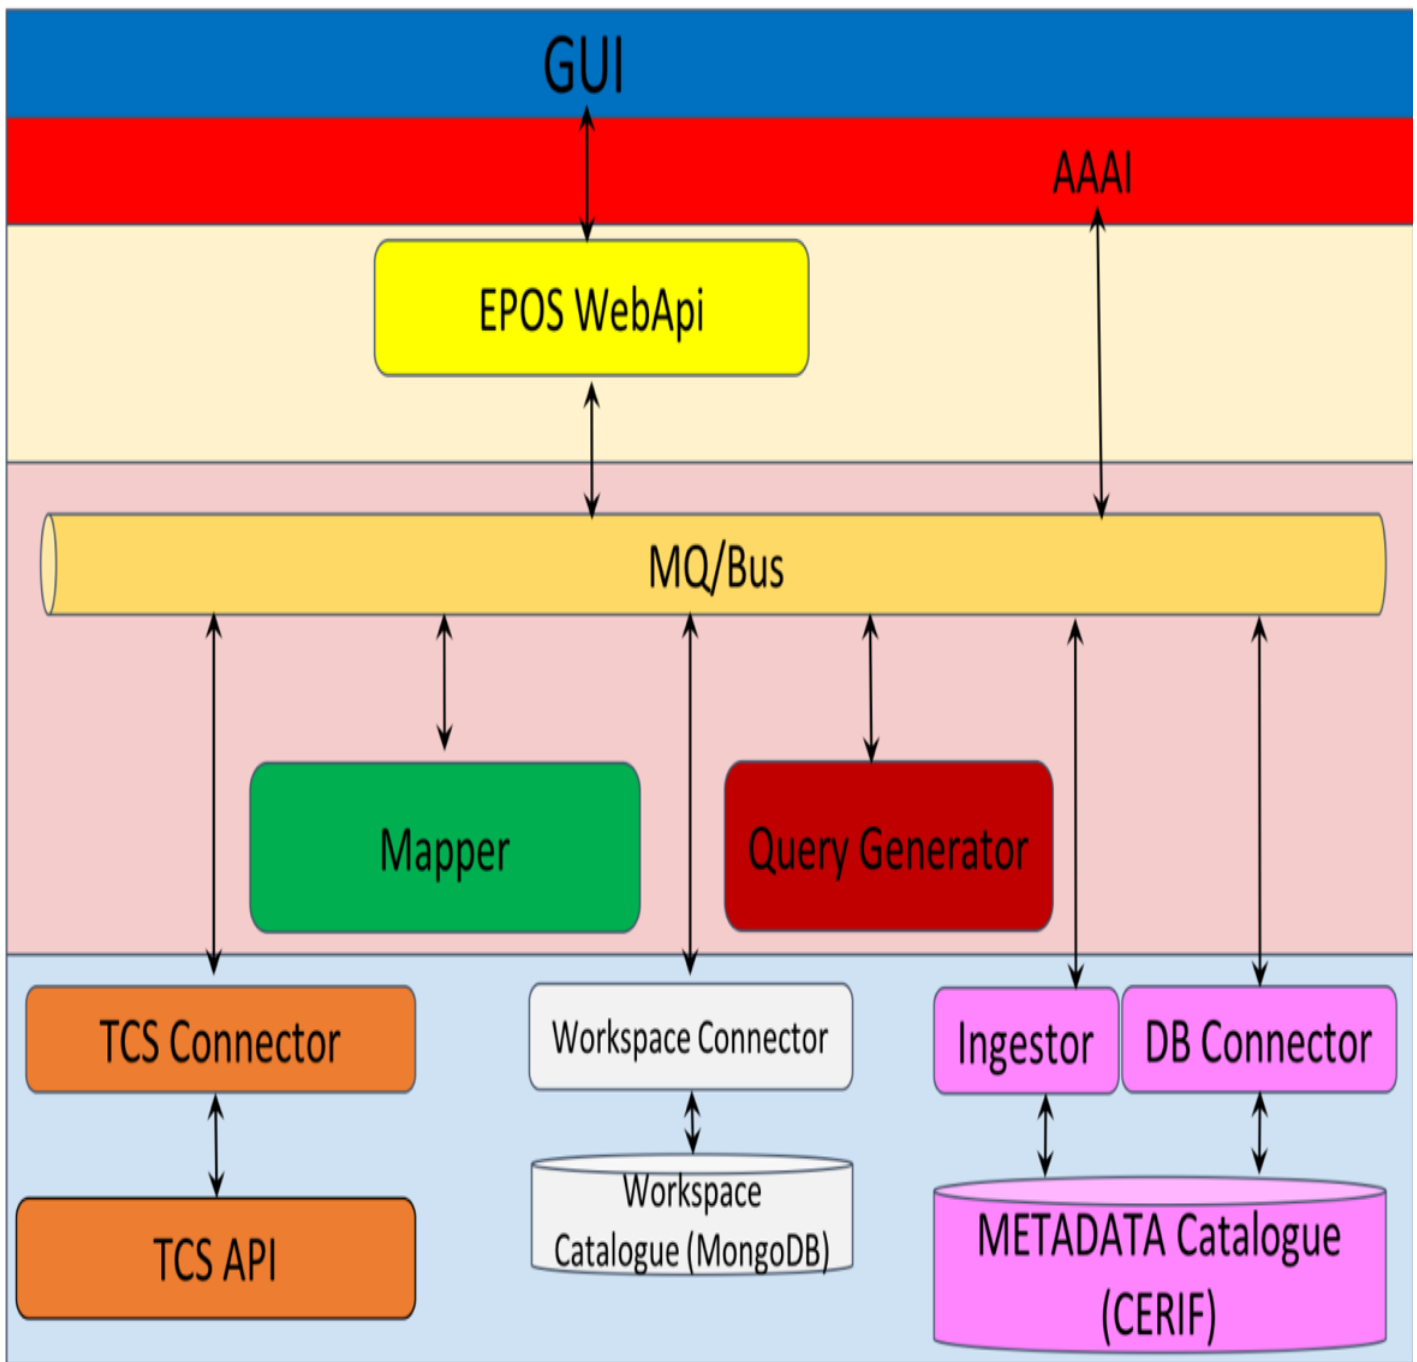 GUI
AAAI
EPOS WebApi
MQ/Bus
Mapper
Query Generator
TCS Connector
Workspace Connector
Ingestor
DB Connector
TCS API
Workspace
Catalogue (MongoDB)
METADATA Catalogue
(CERIF)